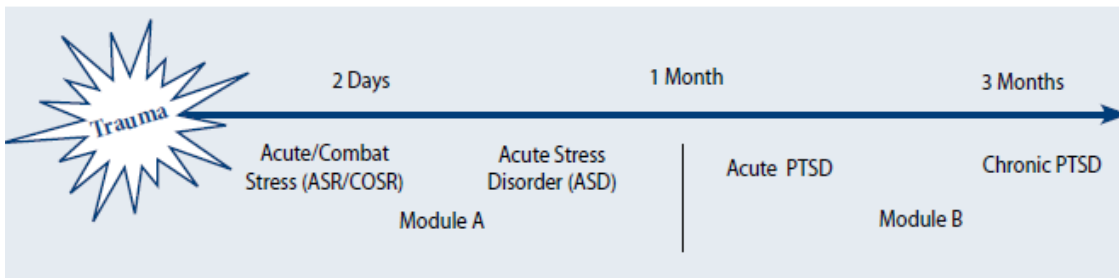 Trauma
2 Days
1 Month
3 Months
Acute/Combat
Stress (ASR/COSR)
Acute Stress
Disorder (ASD)
Acute PTSD
Chronic PTSD
Module A
Module B